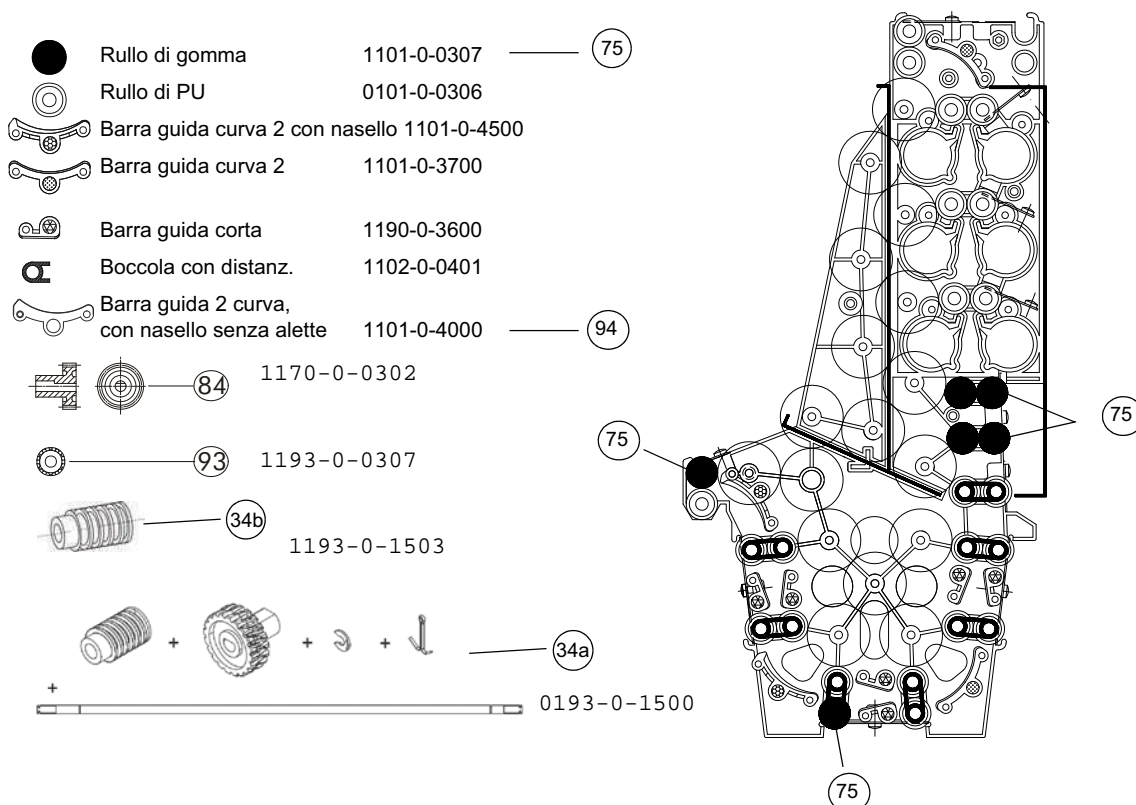 Rullo di gomma 1101-0-0307 75
Rullo di PU 0101-0-0306
Barra guida curva 2 con nasello 1101-0-4500
Barra guida curva 2 1101-0-3700
Barra guida corta 1190-0-3600
Boccola con distanz. 1102-0-0401
Barra guida 2 curva,
con nasello senza alette 1101-0-4000 94
84 1170-0-0302
93 1193-0-0307
34b
1193-0-1503
+ + + 34a
+
0193-0-1500
75
75
75